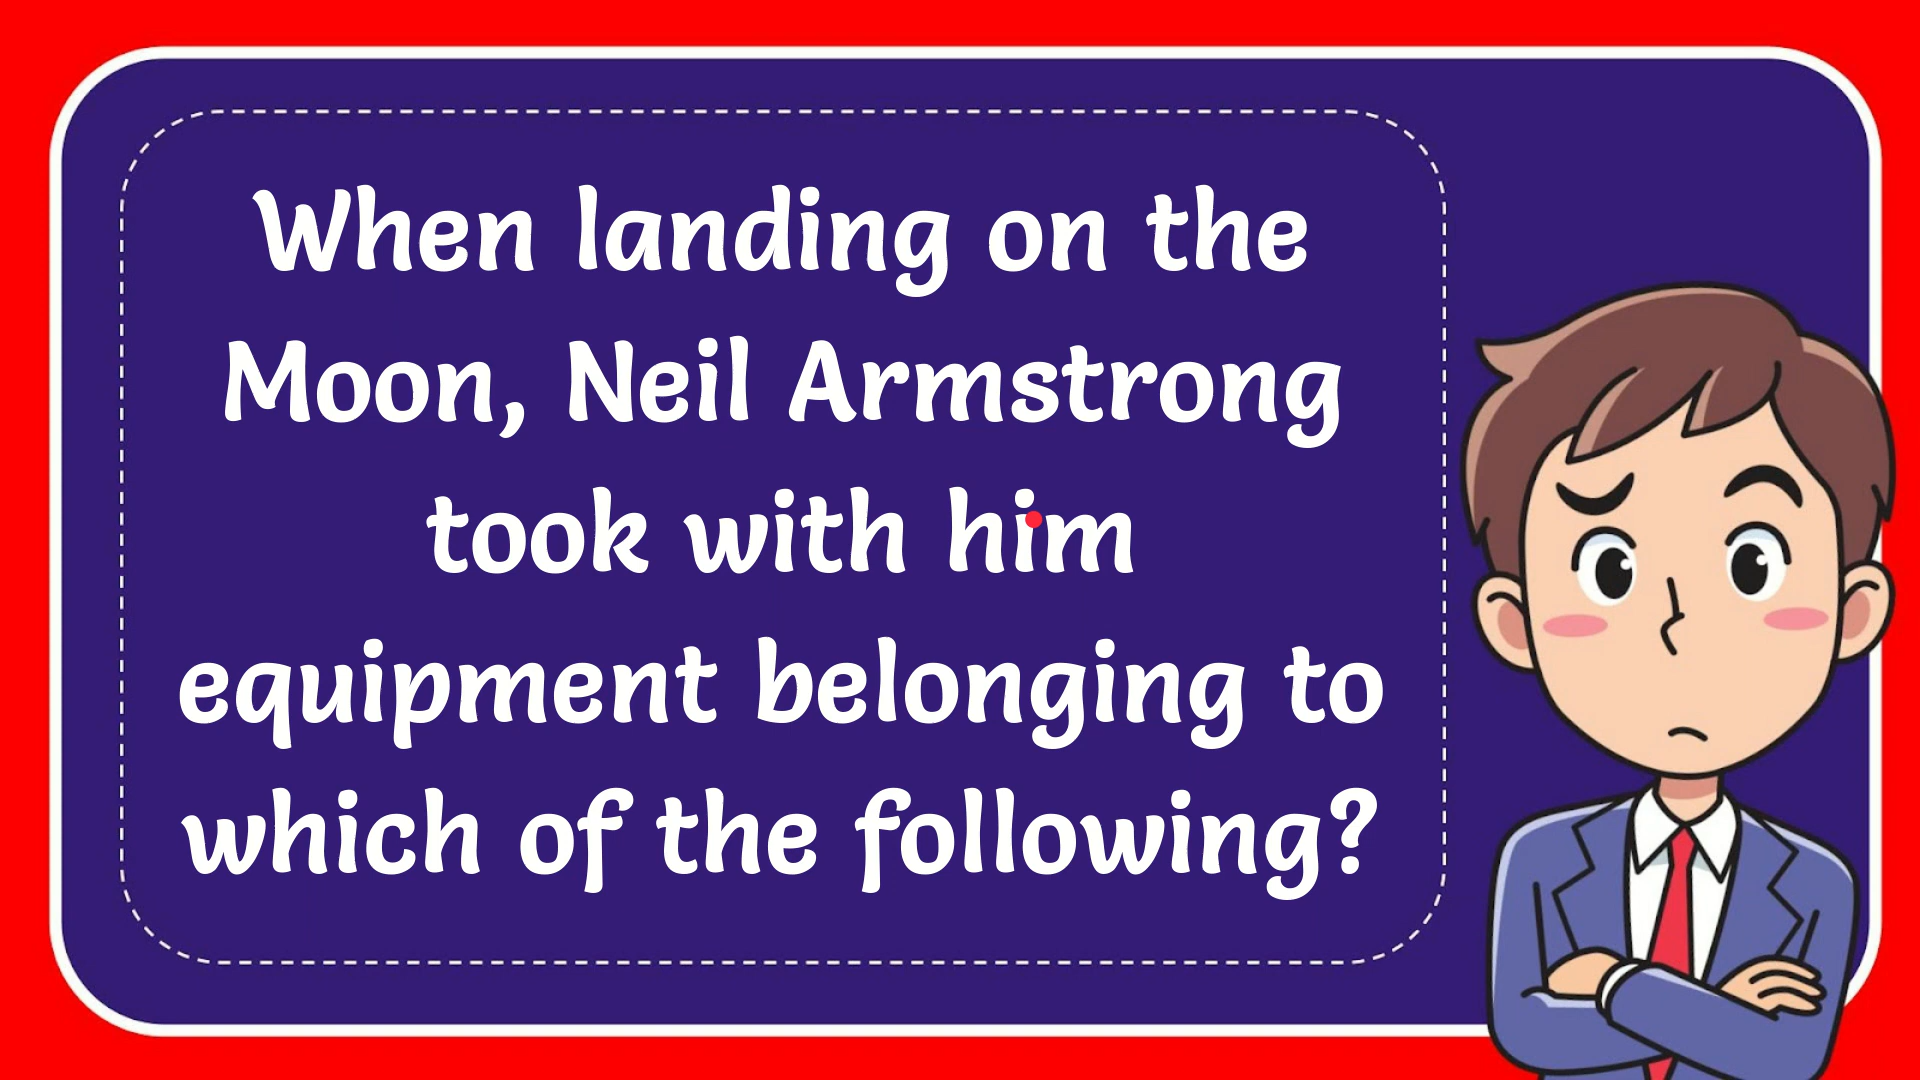 When landing on the
Moon, Neil Armstrong
took with him
equipment belonging to
which of the following?